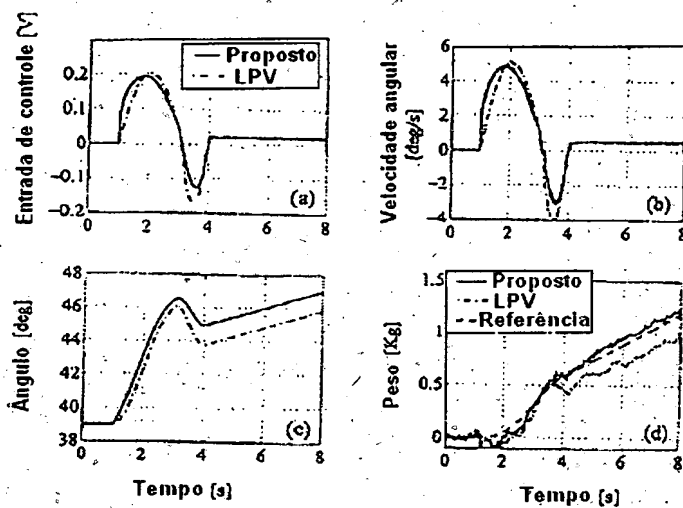 Entrada de controle [V]
0.2
0.1
0
−0.1
−0.2
0 2 4 6 8
Proposto
LPV
(a)
Velocidade angular
[deg/s]
6
4
2
0
−2
−4
0 2 4 6 8
(b)
Ângulo [deg]
48
46
44
42
40
38
0 2 4 6 8
(c)
Tempo [s]
Peso [Kg]
1.5
1
0.5
0
0 2 4 6 8
Proposto
LPV
Referência
(d)
Tempo [s]